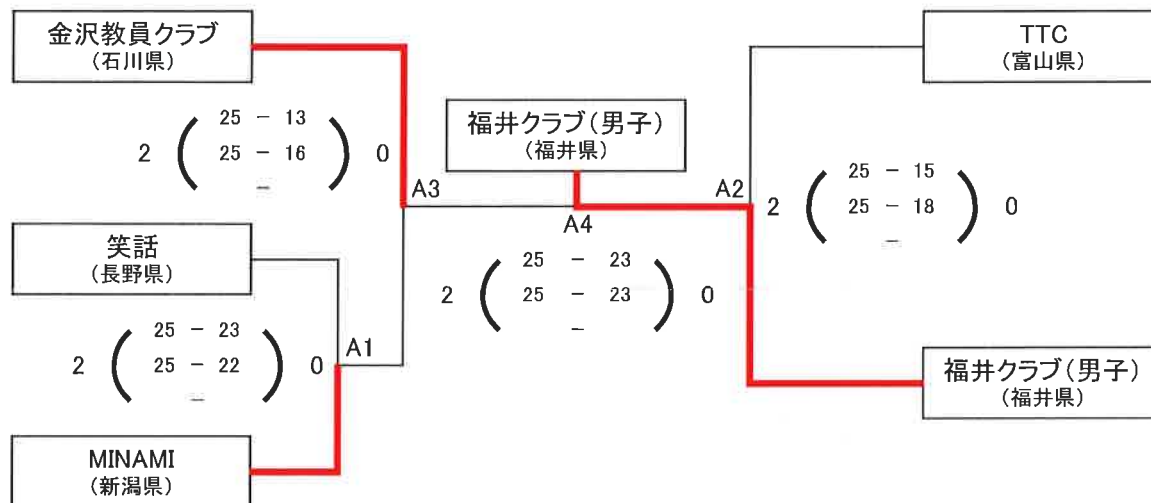 金沢教員クラブ
(石川県)
2 ( 25 - 13
25 - 16
- ) 0
笑話
(長野県)
2 ( 25 - 23
25 - 22
- ) 0
MINAMI
(新潟県)
A1
A3
福井クラブ(男子)
(福井県)
A4
2 ( 25 - 23
25 - 23
- ) 0
A2
TTC
(富山県)
2 ( 25 - 15
25 - 18
- ) 0
福井クラブ(男子)
(福井県)